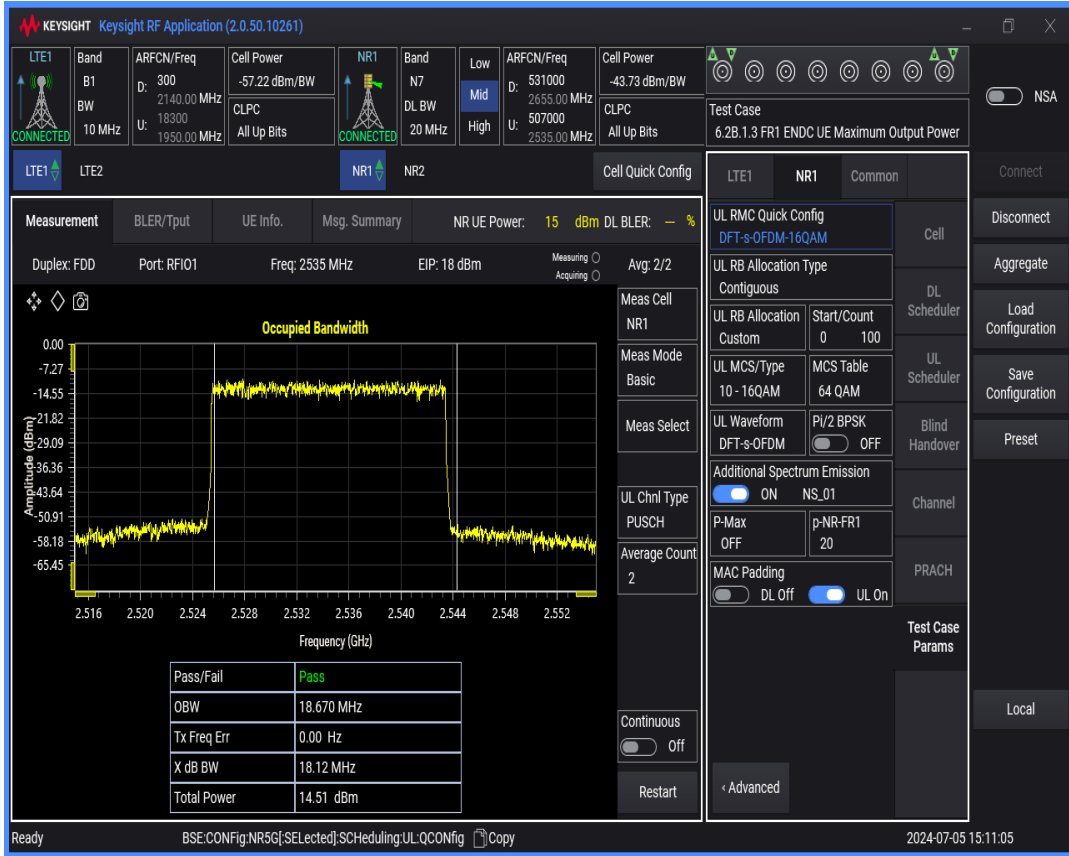 KEYSIGHT Keysight RF Application (2.0.50.10261)
LTE1
CONNECTED
Band
B1
BW
10 MHz
ARFCN/Freq
D: 300
2140.00 MHz
U: 18300
1950.00 MHz
Cell Power
-57.22 dBm/BW
CLPC
All Up Bits
NR1
CONNECTED
Band
N7
DL BW
20 MHz
Low
Mid
High
ARFCN/Freq
D: 531000
2655.00 MHz
U: 507000
2535.00 MHz
Cell Power
-43.73 dBm/BW
CLPC
All Up Bits
Test Case
6.2B.1.3 FR1 ENDC UE Maximum Output Power
NSA
LTE1 LTE2 NR1 NR2 Cell Quick Config
Measurement BLER/Tput UE Info. Msg. Summary NR UE Power: 15 dBm DL BLER: — %
Duplex: FDD Port: RFIO1 Freq: 2535 MHz EIP: 18 dBm Measuring Acquiring Avg: 2/2
Occupied Bandwidth
Amplitude (dBm)
0.00
-7.27
-14.55
-21.82
-29.09
-36.36
-43.64
-50.91
-58.18
-65.45
2.516 2.520 2.524 2.528 2.532 2.536 2.540 2.544 2.548 2.552
Frequency (GHz)
Pass/Fail Pass
OBW 18.670 MHz
Tx Freq Err 0.00 Hz
X dB BW 18.12 MHz
Total Power 14.51 dBm
Meas Cell
NR1
Meas Mode
Basic
Meas Select
UL Chnl Type
PUSCH
Average Count
2
Continuous
Off
Restart
LTE1 NR1 Common
UL RMC Quick Config
DFT-s-OFDM-16QAM
UL RB Allocation Type
Contiguous
UL RB Allocation
Custom
Start/Count
0 100
UL MCS/Type
10 - 16QAM
MCS Table
64 QAM
UL Waveform
DFT-s-OFDM
Pi/2 BPSK
OFF
Additional Spectrum Emission
ON NS_01
P-Max
OFF
p-NR-FR1
20
MAC Padding
DL Off UL On
‹ Advanced
Cell
DL
Scheduler
UL
Scheduler
Blind
Handover
Channel
PRACH
Test Case
Params
Connect
Disconnect
Aggregate
Load
Configuration
Save
Configuration
Preset
Local
Ready BSE:CONFig:NR5G[:SELected]:SCHeduling:UL:QCONfig Copy 2024-07-05 15:11:05